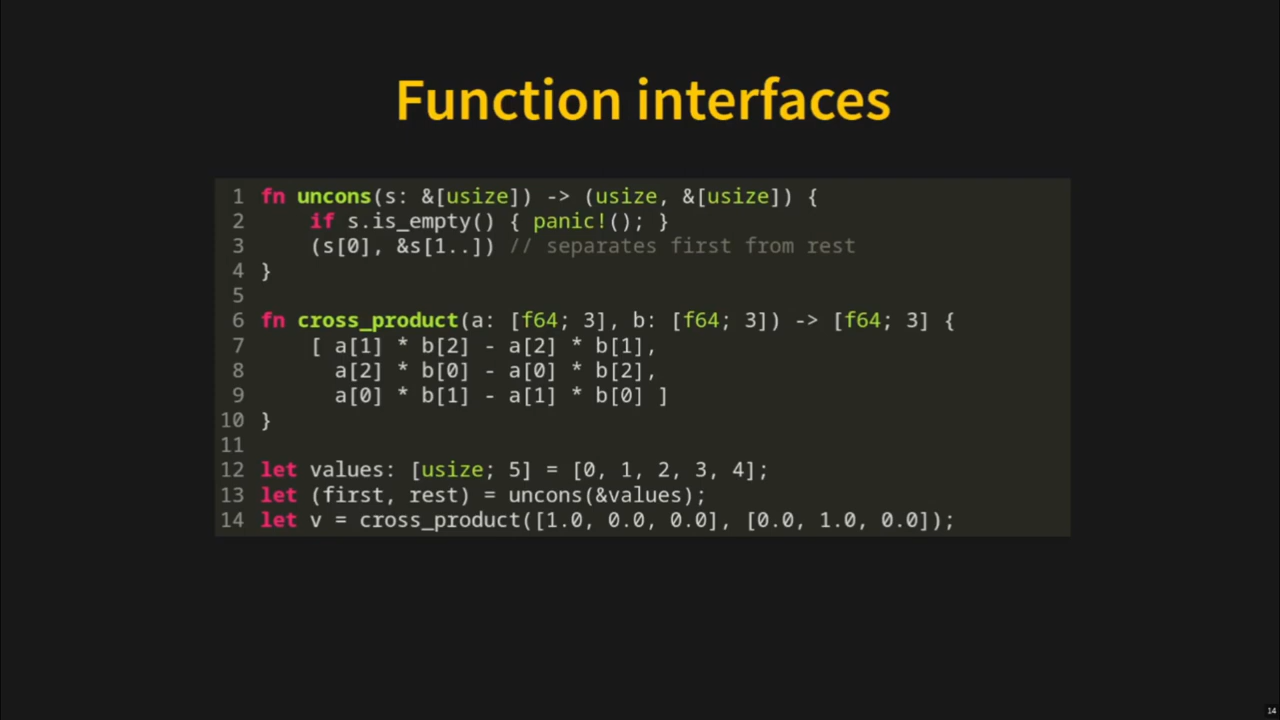 Function interfaces
1 fn uncons(s: &[usize]) -> (usize, &[usize]) {
2     if s.is_empty() { panic!(); }
3     (s[0], &s[1..]) // separates first from rest
4 }
5
6 fn cross_product(a: [f64; 3], b: [f64; 3]) -> [f64; 3] {
7     [ a[1] * b[2] - a[2] * b[1],
8       a[2] * b[0] - a[0] * b[2],
9       a[0] * b[1] - a[1] * b[0] ]
10 }
11
12 let values: [usize; 5] = [0, 1, 2, 3, 4];
13 let (first, rest) = uncons(&values);
14 let v = cross_product([1.0, 0.0, 0.0], [0.0, 1.0, 0.0]);
14